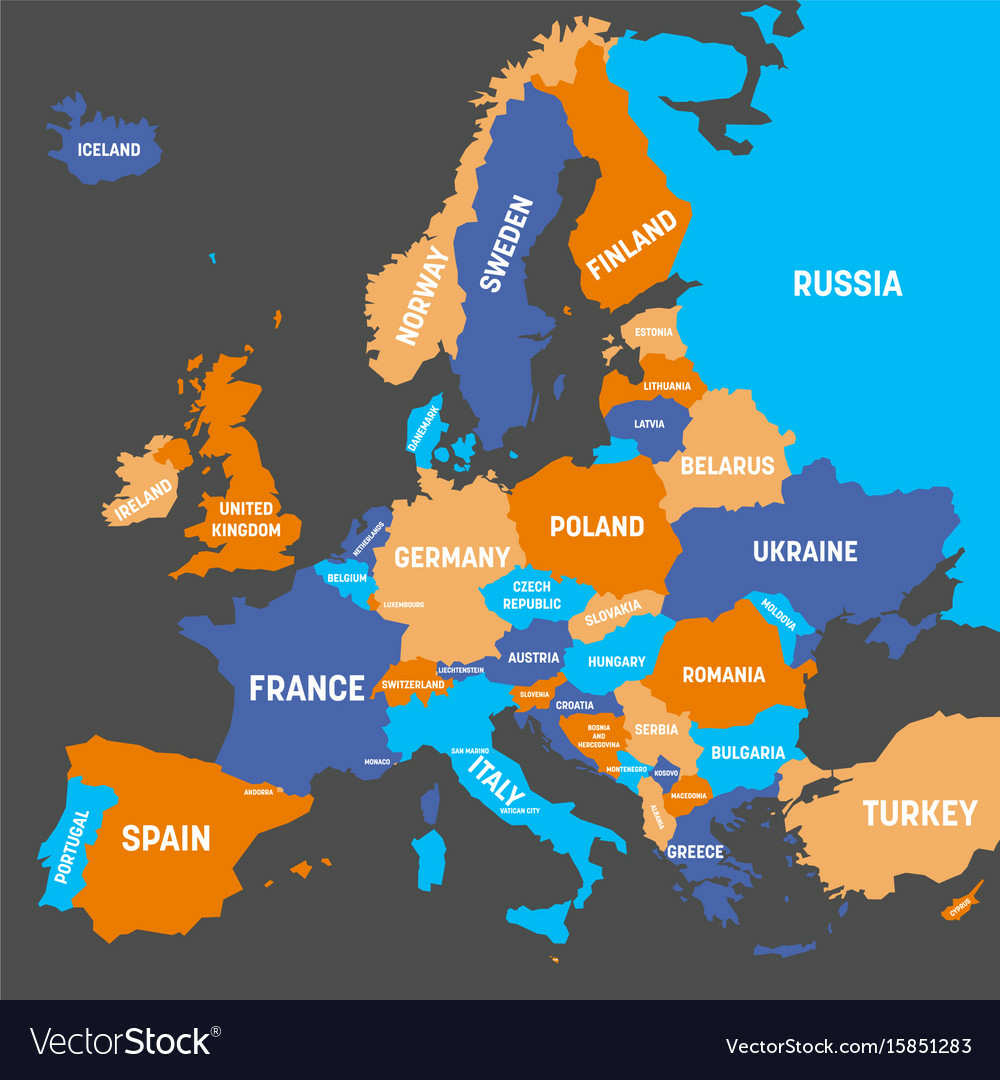 ICELAND
RUSSIA
SWEDEN
FINLAND
NORWAY
ESTONIA
LITHUANIA
LATVIA
DANEMARK
BELARUS
IRELAND
UNITED
KINGDOM
POLAND
NETHERLANDS
GERMANY
UKRAINE
BELGIUM
CZECH
REPUBLIC
LUXEMBOURG
SLOVAKIA
MOLDOVA
AUSTRIA
HUNGARY
LIECHTENSTEIN
FRANCE
SWITZERLAND
ROMANIA
SLOVENIA
CROATIA
BOSNIA
AND
HERCEGOVINA
SERBIA
SAN MARINO
BULGARIA
MONACO
MONTENEGRO
KOSOVO
ITALY
ANDORRA
MACEDONIA
VATICAN CITY
ALBANIA
TURKEY
PORTUGAL
SPAIN
GREECE
CYPRUS
VectorStock®
VectorStock.com/15851283